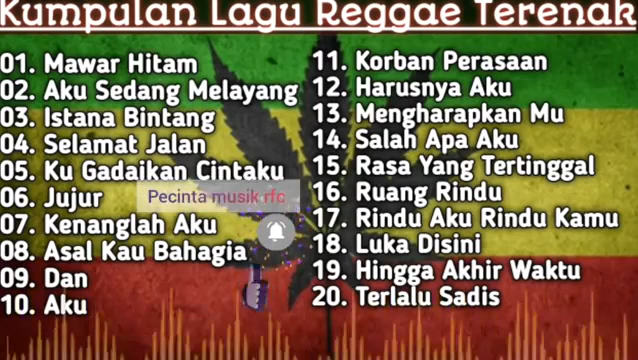 Kumpulan Lagu Reggae Terenak
01. Mawar Hitam
02. Aku Sedang Melayang
03. Istana Bintang
04. Selamat Jalan
05. Ku Gadaikan Cintaku
06. Jujur
07. Kenanglah Aku
08. Asal Kau Bahagia
09. Dan
10. Aku
Pecinta musik rfc
11. Korban Perasaan
12. Harusnya Aku
13. Mengharapkan Mu
14. Salah Apa Aku
15. Rasa Yang Tertinggal
16. Ruang Rindu
17. Rindu Aku Rindu Kamu
18. Luka Disini
19. Hingga Akhir Waktu
20. Terlalu Sadis